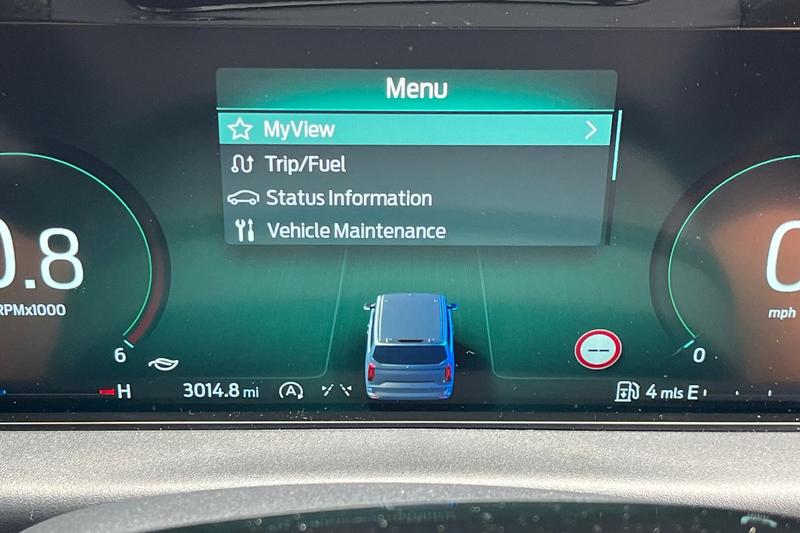 Menu
MyView
Trip/Fuel
Status Information
Vehicle Maintenance
0.8
RPMx1000
6
H
3014.8 mi
A
--
0
mph
0
4 mls E